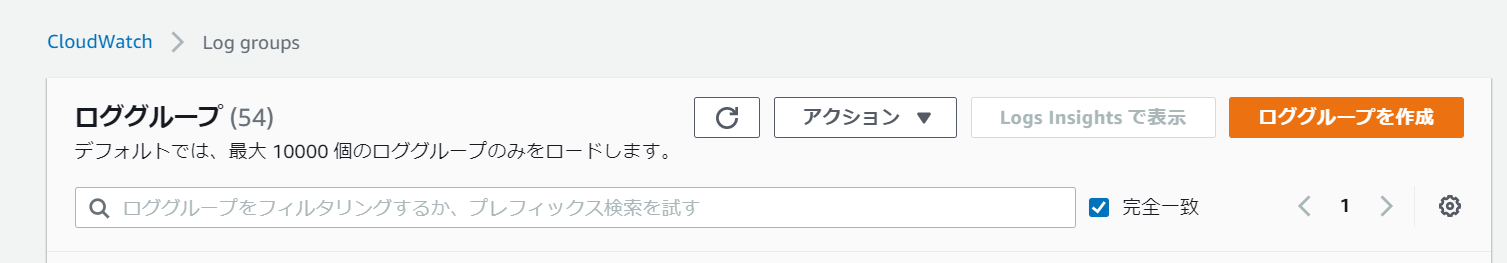 CloudWatch > Log groups
ロググループ (54)
アクション ▼
Logs Insights で表示
ロググループを作成
デフォルトでは、最大 10000 個のロググループのみをロードします。
ロググループをフィルタリングするか、プレフィックス検索を試す
完全一致
1